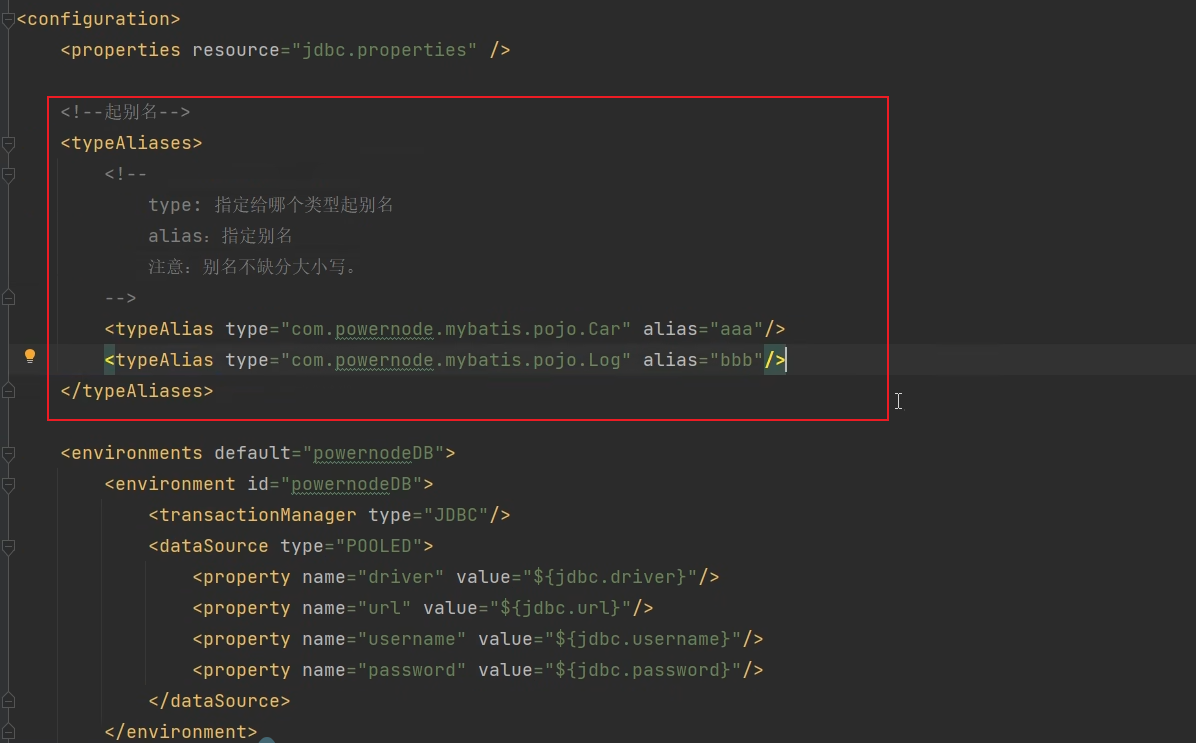 <configuration>
<properties resource="jdbc.properties" />
<!--起别名-->
<typeAliases>
<!--
type: 指定给哪个类型起别名
alias：指定别名
注意：别名不缺分大小写。
-->
<typeAlias type="com.powernode.mybatis.pojo.Car" alias="aaa"/>
<typeAlias type="com.powernode.mybatis.pojo.Log" alias="bbb"/>
</typeAliases>
<environments default="powernodeDB">
<environment id="powernodeDB">
<transactionManager type="JDBC"/>
<dataSource type="POOLED">
<property name="driver" value="${jdbc.driver}"/>
<property name="url" value="${jdbc.url}"/>
<property name="username" value="${jdbc.username}"/>
<property name="password" value="${jdbc.password}"/>
</dataSource>
</environment>